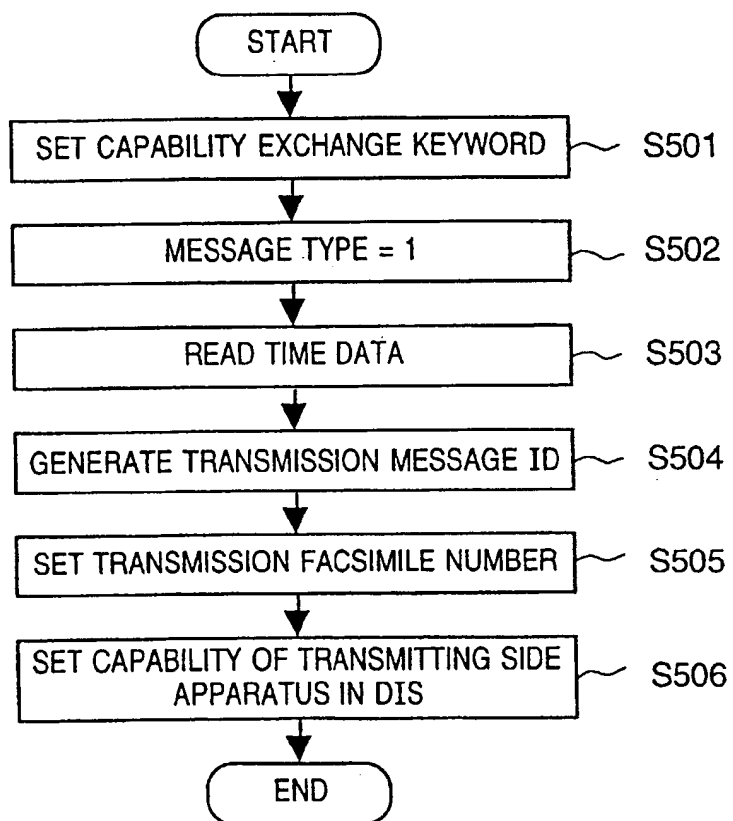 START
SET CAPABILITY EXCHANGE KEYWORD S501
MESSAGE TYPE = 1 S502
READ TIME DATA S503
GENERATE TRANSMISSION MESSAGE ID S504
SET TRANSMISSION FACSIMILE NUMBER S505
SET CAPABILITY OF TRANSMITTING SIDE
APPARATUS IN DIS S506
END